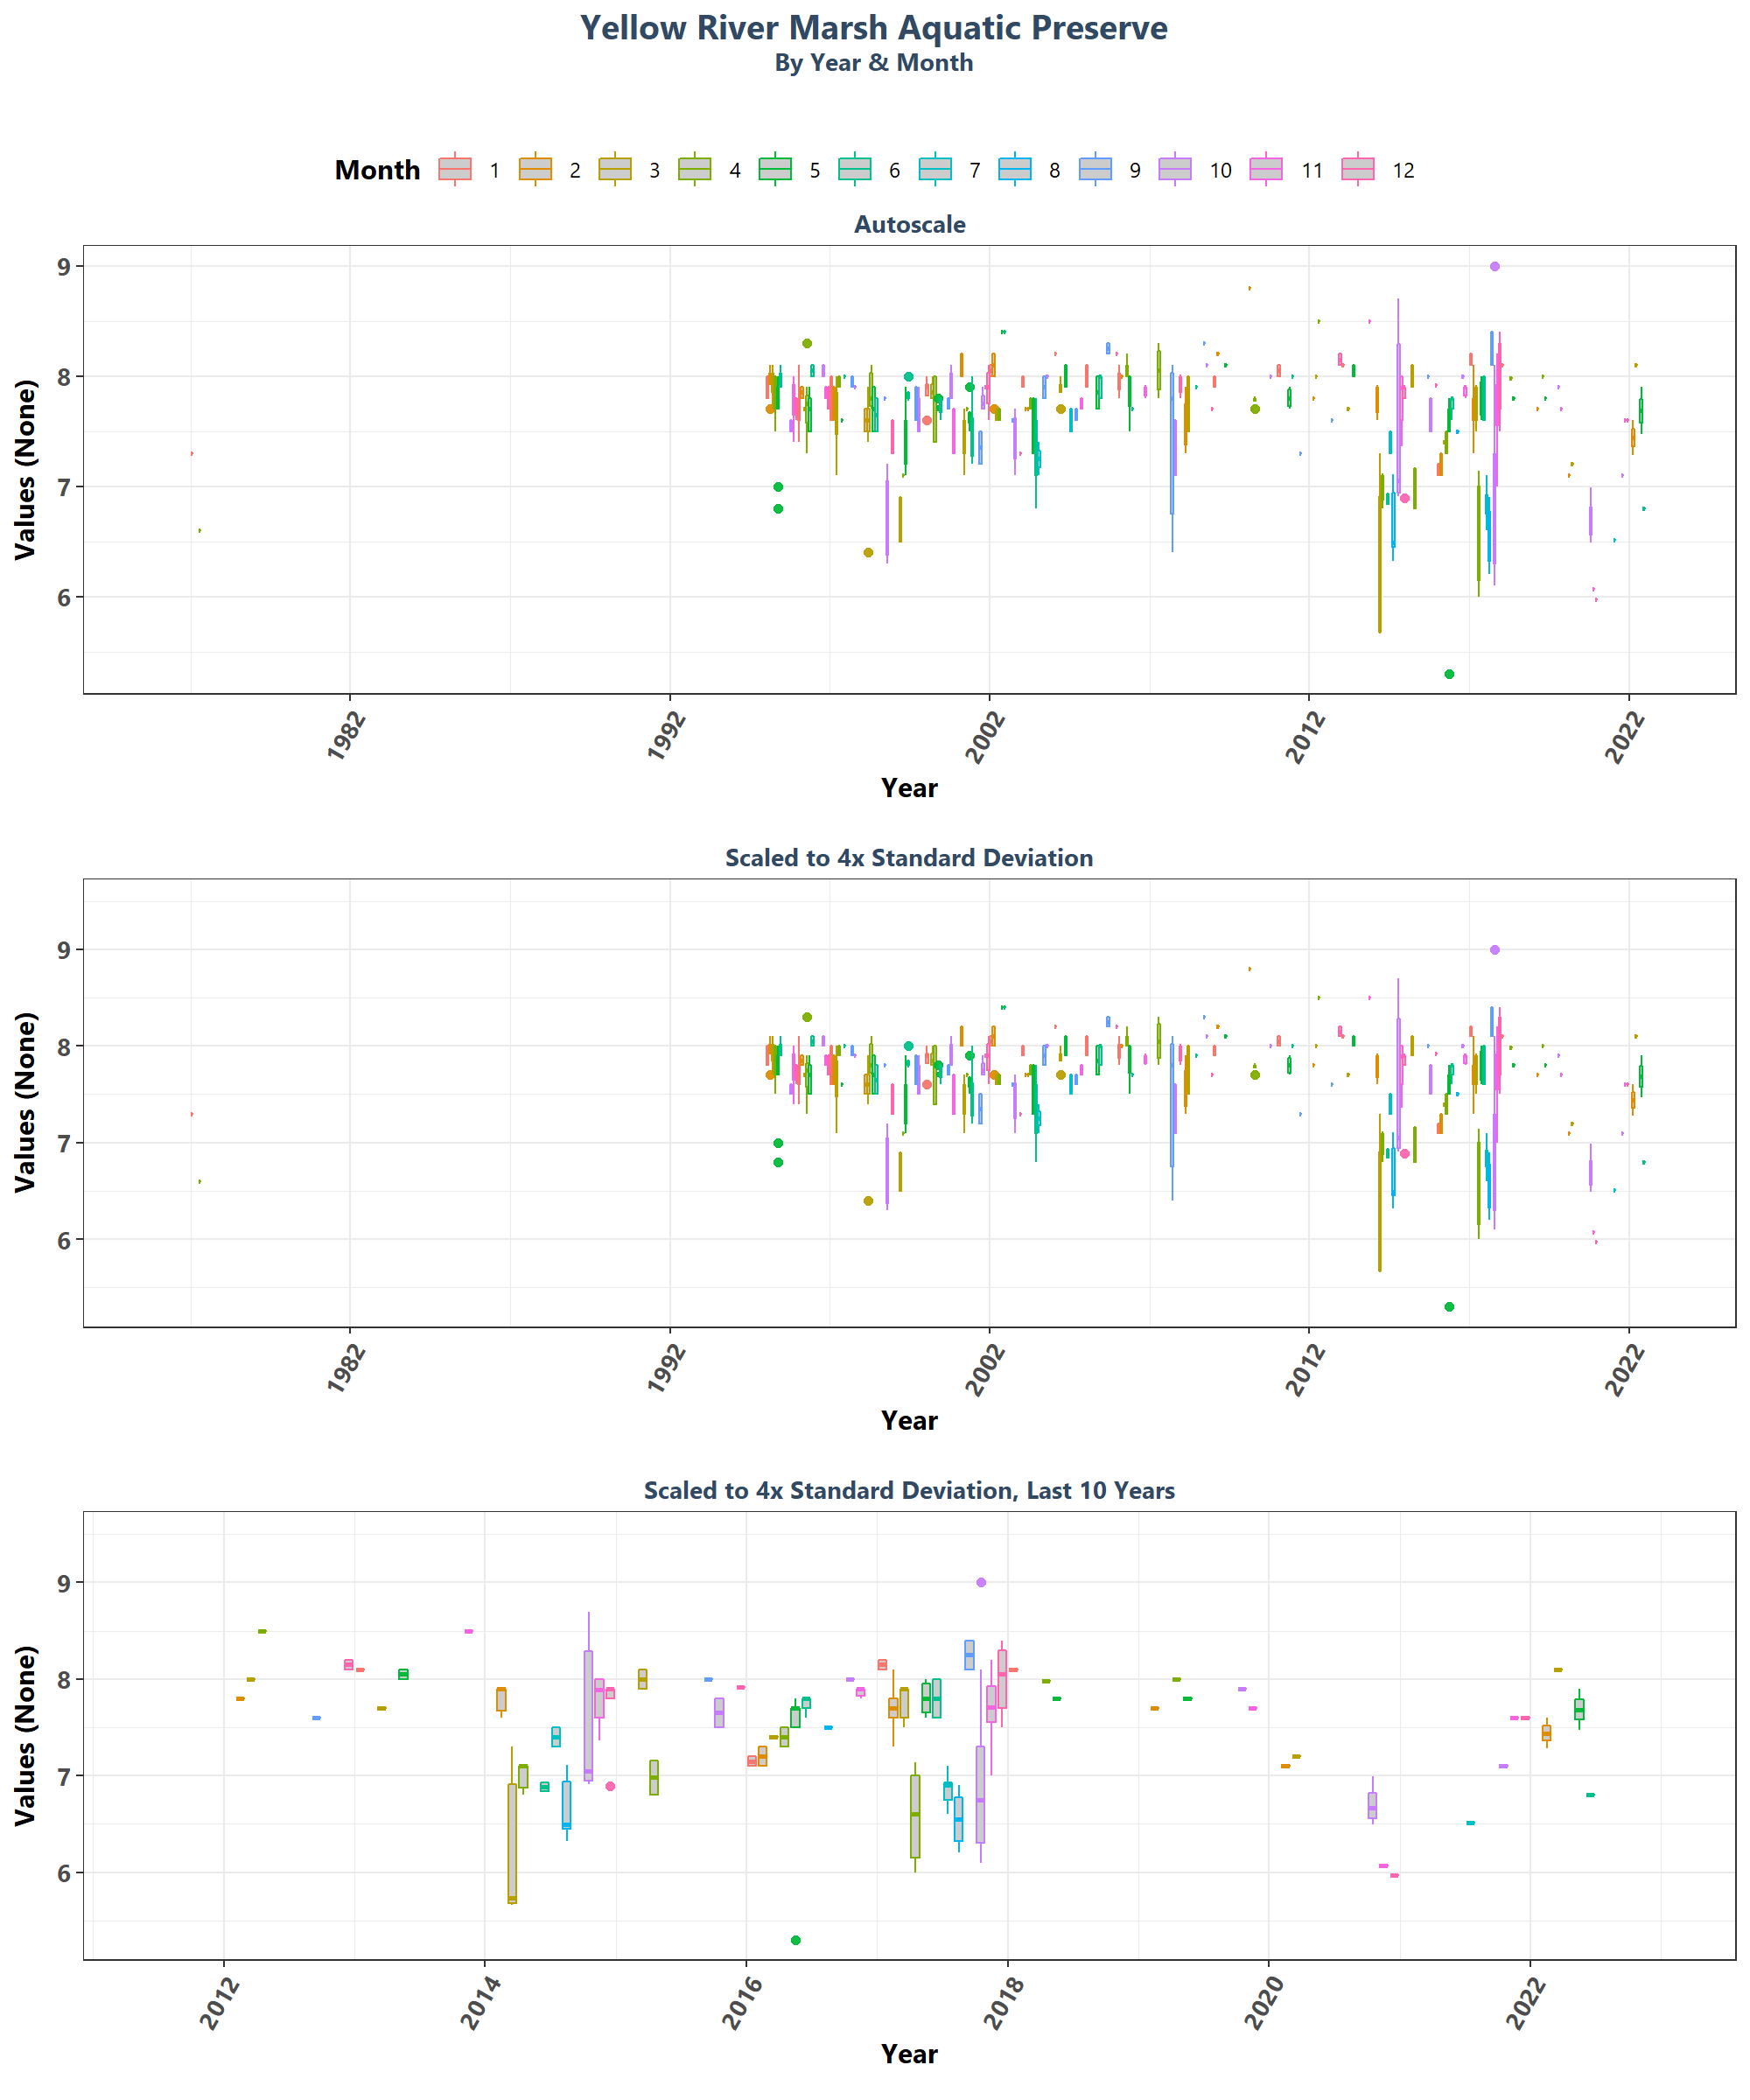 Yellow River Marsh Aquatic Preserve
By Year & Month
Month 1 2 3 4 5 6 7 8 9 10 11 12
Autoscale
Values (None)
9
8
7
6
1982 1992 2002 2012 2022
Year
Scaled to 4x Standard Deviation
Values (None)
9
8
7
6
1982 1992 2002 2012 2022
Year
Scaled to 4x Standard Deviation, Last 10 Years
Values (None)
9
8
7
6
2012 2014 2016 2018 2020 2022
Year